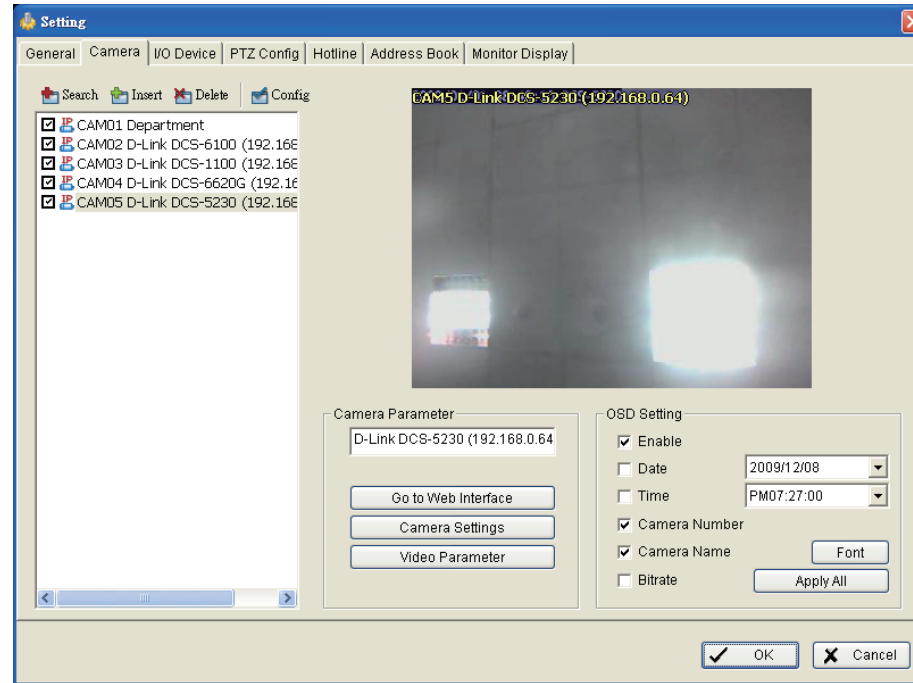 Setting
General Camera I/O Device PTZ Config Hotline Address Book Monitor Display
Search Insert Delete Config
CAM01 Department
CAM02 D-Link DCS-6100 (192.168
CAM03 D-Link DCS-1100 (192.168
CAM04 D-Link DCS-6620G (192.16
CAM05 D-Link DCS-5230 (192.168
CAM5 D-Link DCS-5230 (192.168.0.64)
Camera Parameter
D-Link DCS-5230 (192.168.0.64
Go to Web Interface
Camera Settings
Video Parameter
OSD Setting
Enable
Date 2009/12/08
Time PM07:27:00
Camera Number
Camera Name Font
Bitrate Apply All
OK Cancel